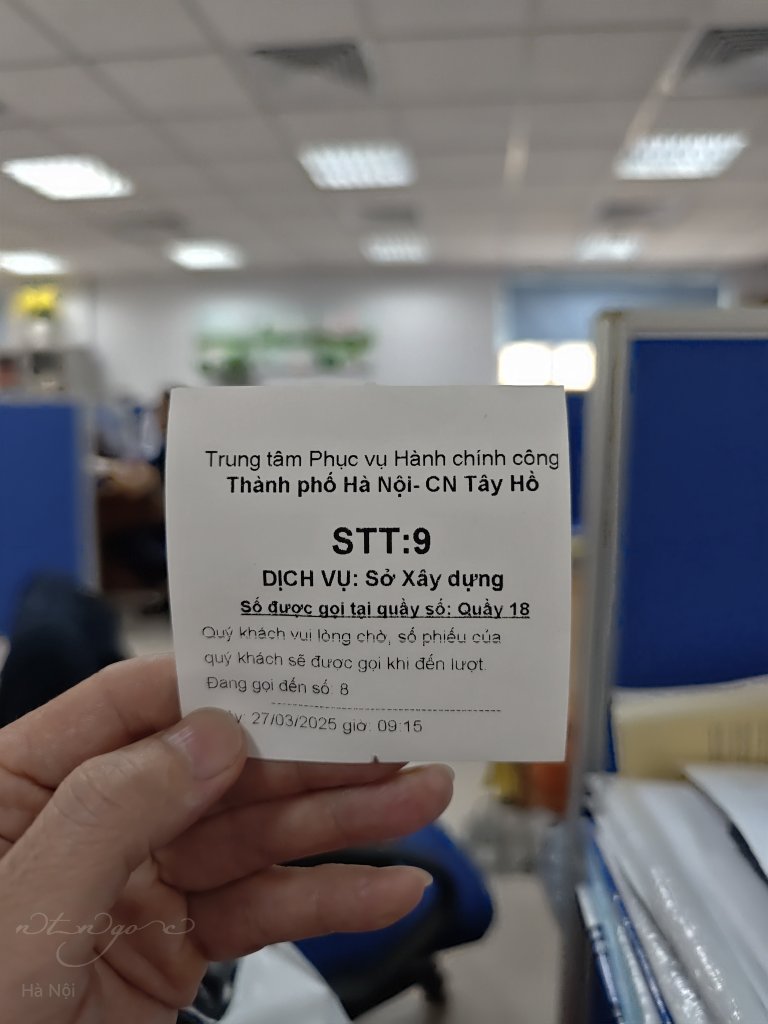 Trung tâm Phục vụ Hành chính công
Thành phố Hà Nội- CN Tây Hồ
STT:9
DỊCH VỤ: Sở Xây dựng
Số được gọi tại quầy số: Quầy 18
Quý khách vui lòng chờ, số phiếu của
quý khách sẽ được gọi khi đến lượt.
Đang gọi đến số: 8
27/03/2025 giờ: 09:15
ntngoc
Hà Nội